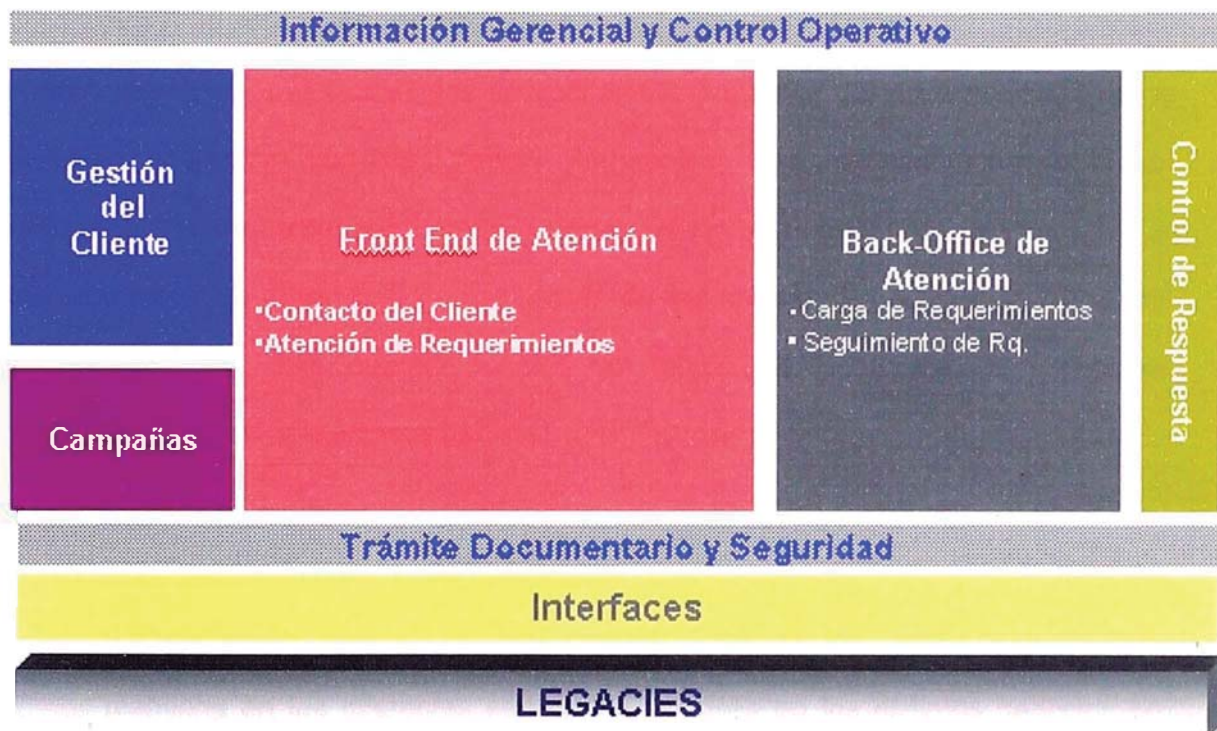 Información Gerencial y Control Operativo
Gestión
del
Cliente
Campañas
Front End de Atención
▪Contacto del Cliente
▪Atención de Requerimientos
Back-Office de
Atención
▪Carga de Requerimientos
▪ Seguimiento de Rq.
Control de Respuesta
Trámite Documentario y Seguridad
Interfaces
LEGACIES